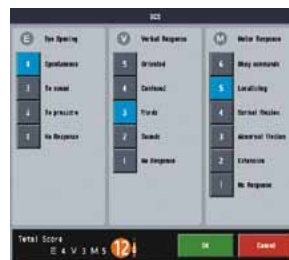 GCS
E Eye Opening
4 Spontaneous
3 To sound
2 To pressure
1 No Response
V Verbal Response
5 Oriented
4 Confused
3 Words
2 Sounds
1 No Response
M Motor Response
6 Obey commands
5 Localising
4 Normal flexion
3 Abnormal flexion
2 Extension
1 No Response
Total Score
E 4 V 3 M 5 12
OK
Cancel